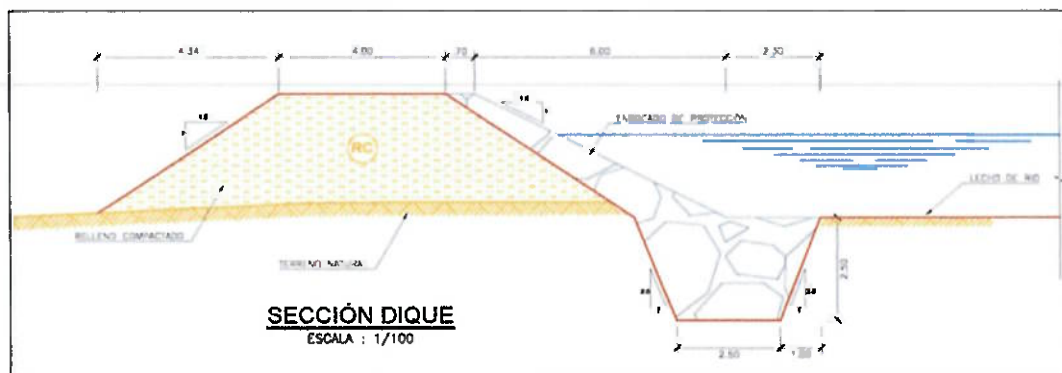 4.34 4.00 .70 6.00 2.30
ENROCADO DE PROTECCIÓN
RC
LECHO DE RIO
RELLENO COMPACTADO
TERRENO NATURAL
2.50
SECCIÓN DIQUE
ESCALA : 1/100
2.50 1.00